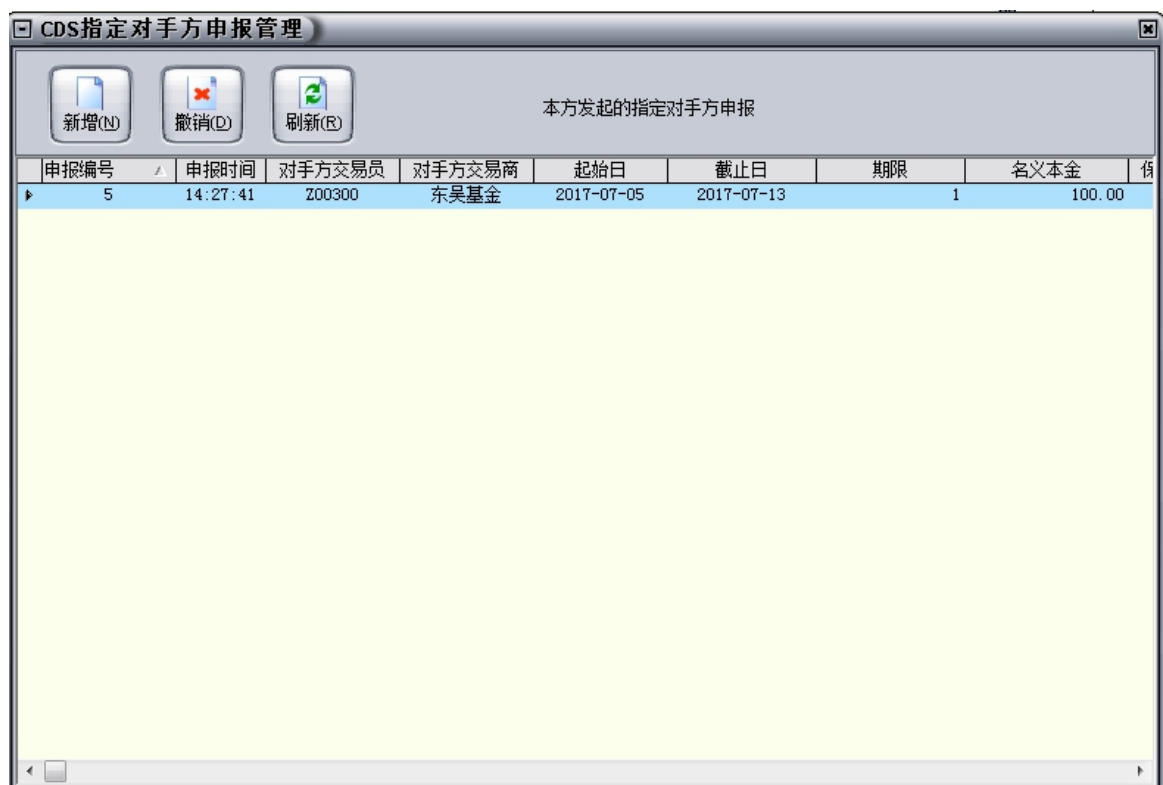 CDS指定对手方申报管理
新增(N) 撤销(D) 刷新(R) 本方发起的指定对手方申报
申报编号 申报时间 对手方交易员 对手方交易商 起始日 截止日 期限 名义本金
5 14:27:41 Z00300 东吴基金 2017-07-05 2017-07-13 1 100.00